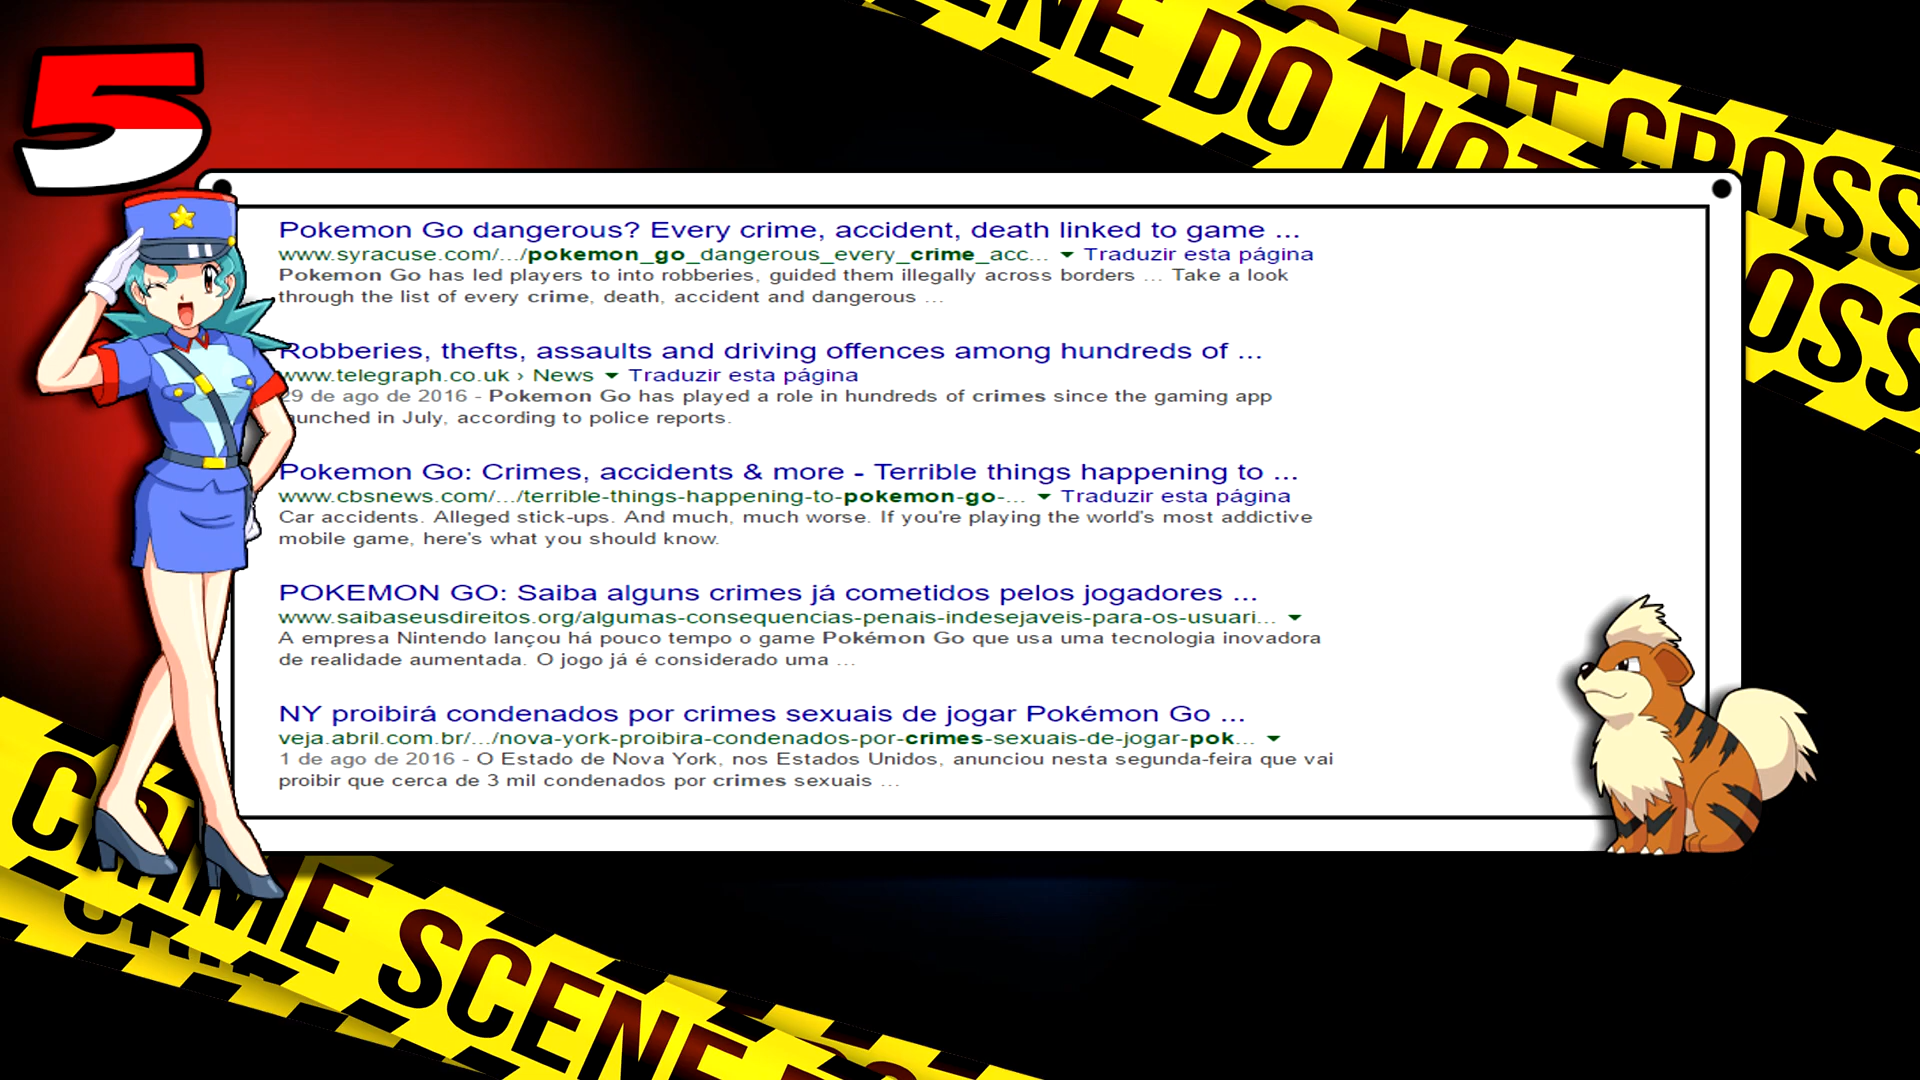 5
ENE DO NOT
DO NOT CROSS
OSS
Pokemon Go dangerous? Every crime, accident, death linked to game ...
www.syracuse.com/.../pokemon_go_dangerous_every_crime_acc... Traduzir esta página
Pokemon Go has led players to into robberies, guided them illegally across borders ... Take a look
through the list of every crime, death, accident and dangerous ...
Robberies, thefts, assaults and driving offences among hundreds of ...
www.telegraph.co.uk › News Traduzir esta página
29 de ago de 2016 - Pokemon Go has played a role in hundreds of crimes since the gaming app
launched in July, according to police reports.
Pokemon Go: Crimes, accidents & more - Terrible things happening to ...
www.cbsnews.com/.../terrible-things-happening-to-pokemon-go-... Traduzir esta página
Car accidents. Alleged stick-ups. And much, much worse. If you're playing the world's most addictive
mobile game, here's what you should know.
POKEMON GO: Saiba alguns crimes já cometidos pelos jogadores ...
www.saibaseusdireitos.org/algumas-consequencias-penais-indesejaveis-para-os-usuari...
A empresa Nintendo lançou há pouco tempo o game Pokémon Go que usa uma tecnologia inovadora
de realidade aumentada. O jogo já é considerado uma ...
NY proibirá condenados por crimes sexuais de jogar Pokémon Go ...
veja.abril.com.br/.../nova-york-proibira-condenados-por-crimes-sexuais-de-jogar-pok...
1 de ago de 2016 - O Estado de Nova York, nos Estados Unidos, anunciou nesta segunda-feira que vai
proibir que cerca de 3 mil condenados por crimes sexuais ...
CRIME SCENE